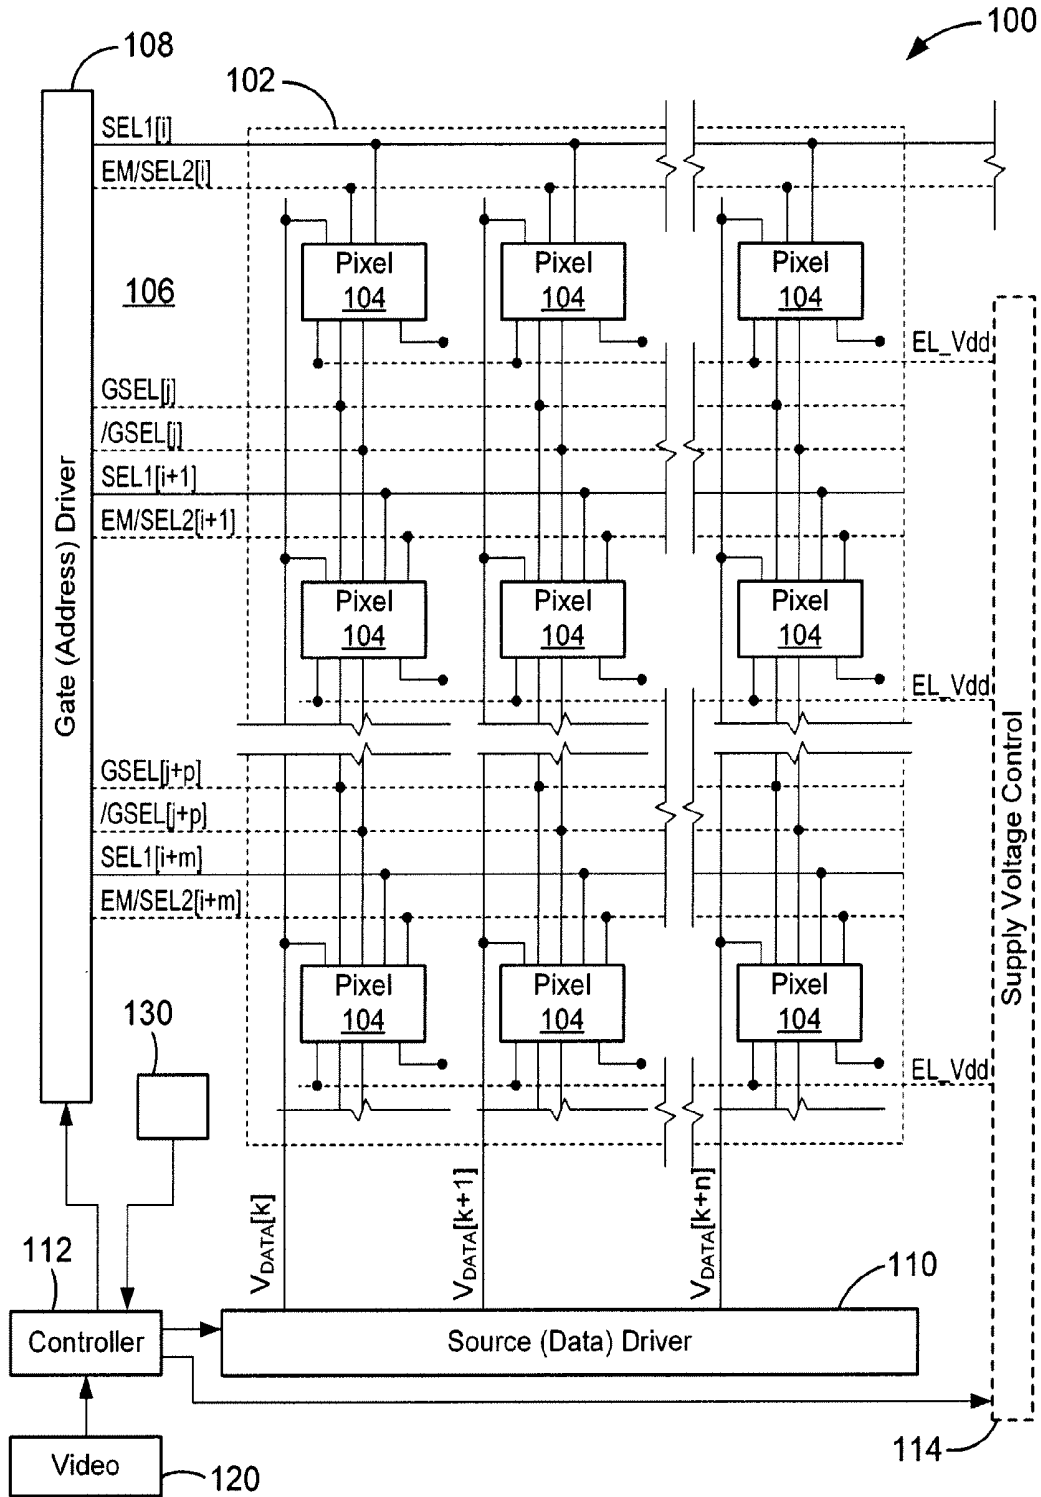 100
108
102
SEL1[i]
EM/SEL2[i]
Pixel
104
Pixel
104
Pixel
104
106
EL_Vdd
GSEL[j]
/GSEL[j]
SEL1[i+1]
EM/SEL2[i+1]
Gate (Address) Driver
Pixel
104
Pixel
104
Pixel
104
EL_Vdd
GSEL[j+p]
/GSEL[j+p]
SEL1[i+m]
EM/SEL2[i+m]
Supply Voltage Control
Pixel
104
Pixel
104
Pixel
104
EL_Vdd
130
VDATA[k]
VDATA[k+1]
VDATA[k+n]
112
110
Controller
Source (Data) Driver
114
Video
120